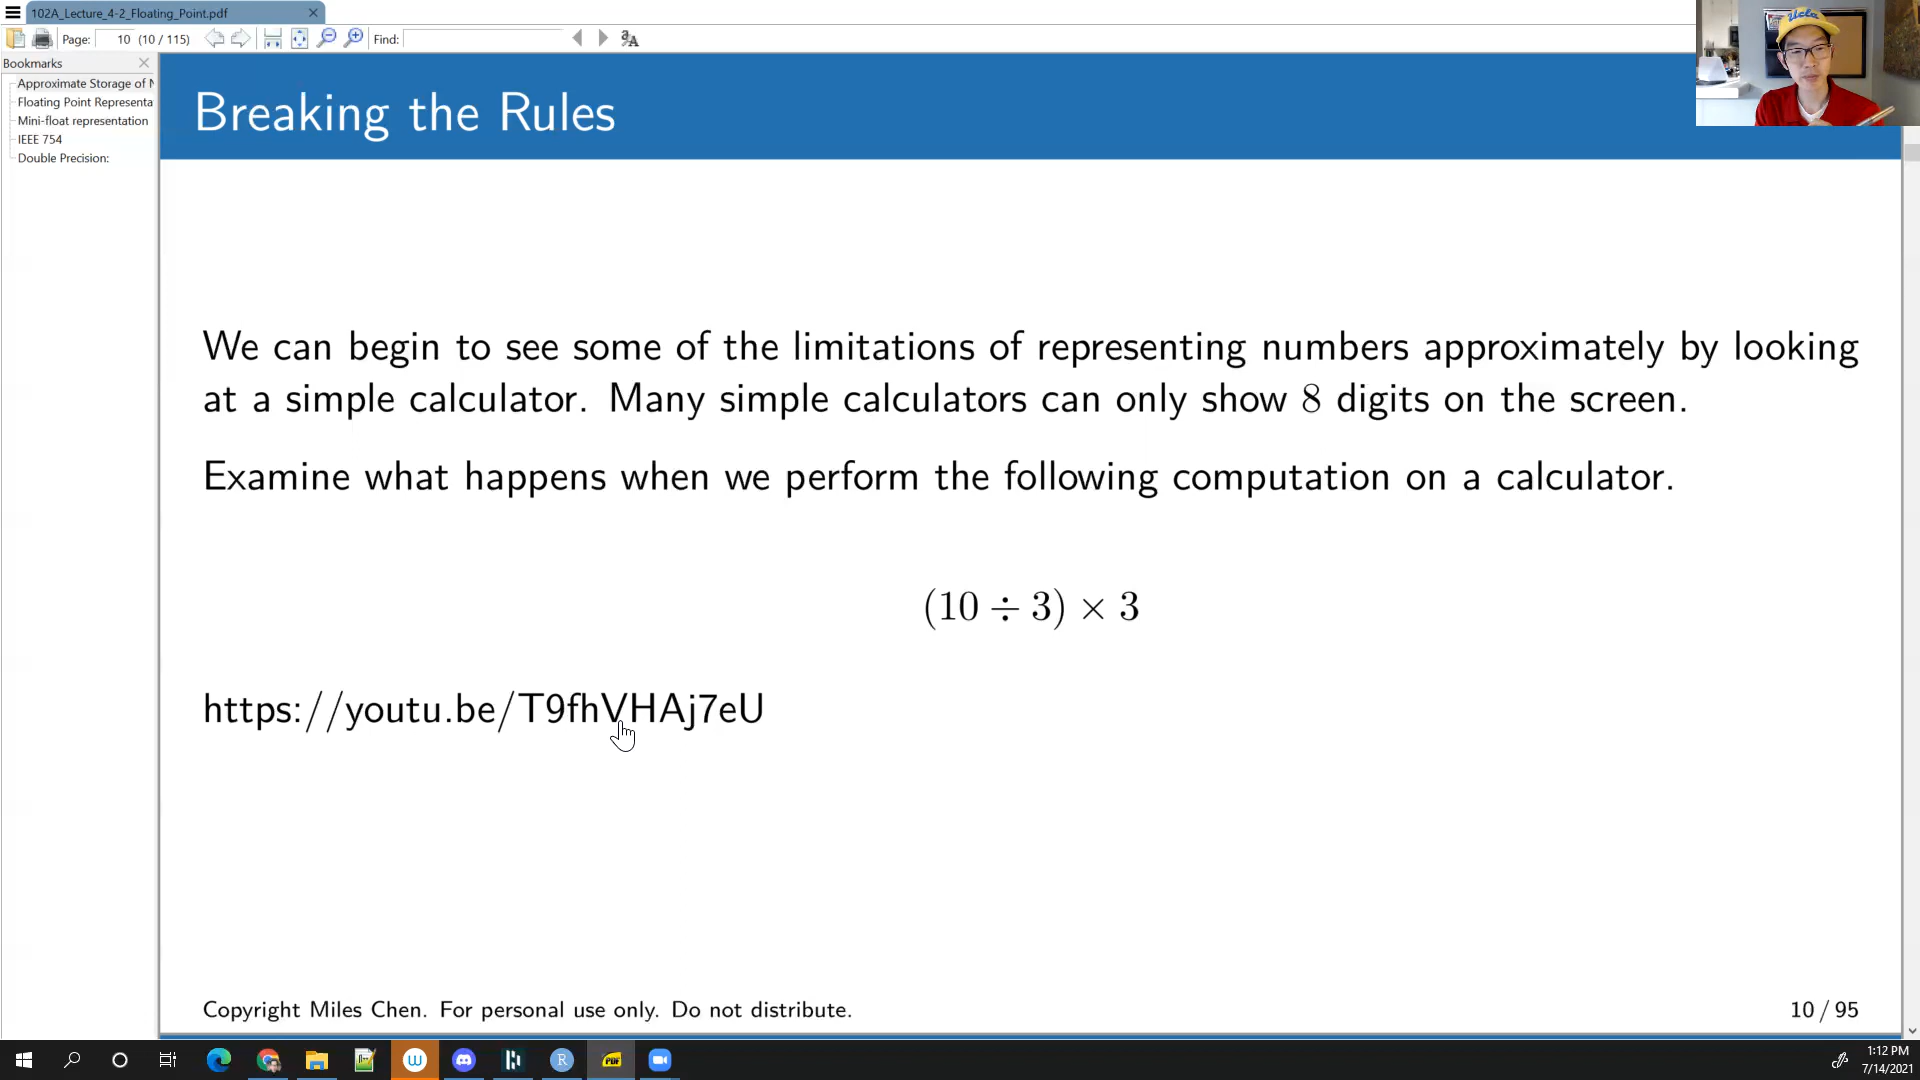 102A_Lecture_4-2_Floating_Point.pdf
Page: 10 (10 / 115) Find:
Bookmarks
Approximate Storage of N
Floating Point Representa
Mini-float representation
IEEE 754
Double Precision:
Breaking the Rules
We can begin to see some of the limitations of representing numbers approximately by looking
at a simple calculator. Many simple calculators can only show 8 digits on the screen.
Examine what happens when we perform the following computation on a calculator.
(10 ÷ 3) × 3
https://youtu.be/T9fhVHAj7eU
Copyright Miles Chen. For personal use only. Do not distribute.
10 / 95
Ucla
W
R
PDF
1:12 PM
7/14/2021